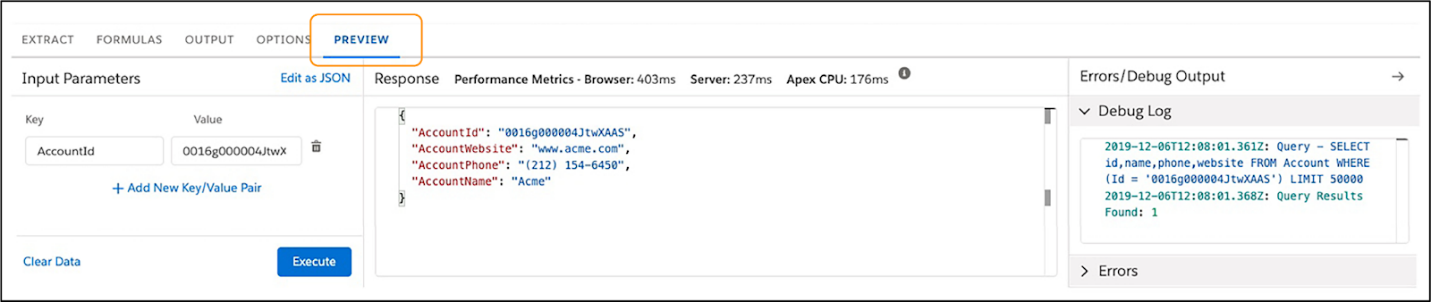 EXTRACT FORMULAS OUTPUT OPTIONS PREVIEW
Input Parameters Edit as JSON
Key Value
AccountId 0016g000004JtwX
+ Add New Key/Value Pair
Clear Data Execute
Response Performance Metrics - Browser: 403ms Server: 237ms Apex CPU: 176ms
{
"AccountId": "0016g000004JtwXAAS",
"AccountWebsite": "www.acme.com",
"AccountPhone": "(212) 154-6450",
"AccountName": "Acme"
}
Errors/Debug Output →
Debug Log
2019-12-06T12:08:01.361Z: Query - SELECT
id,name,phone,website FROM Account WHERE
(Id = '0016g000004JtwXAAS') LIMIT 50000
2019-12-06T12:08:01.368Z: Query Results
Found: 1
Errors